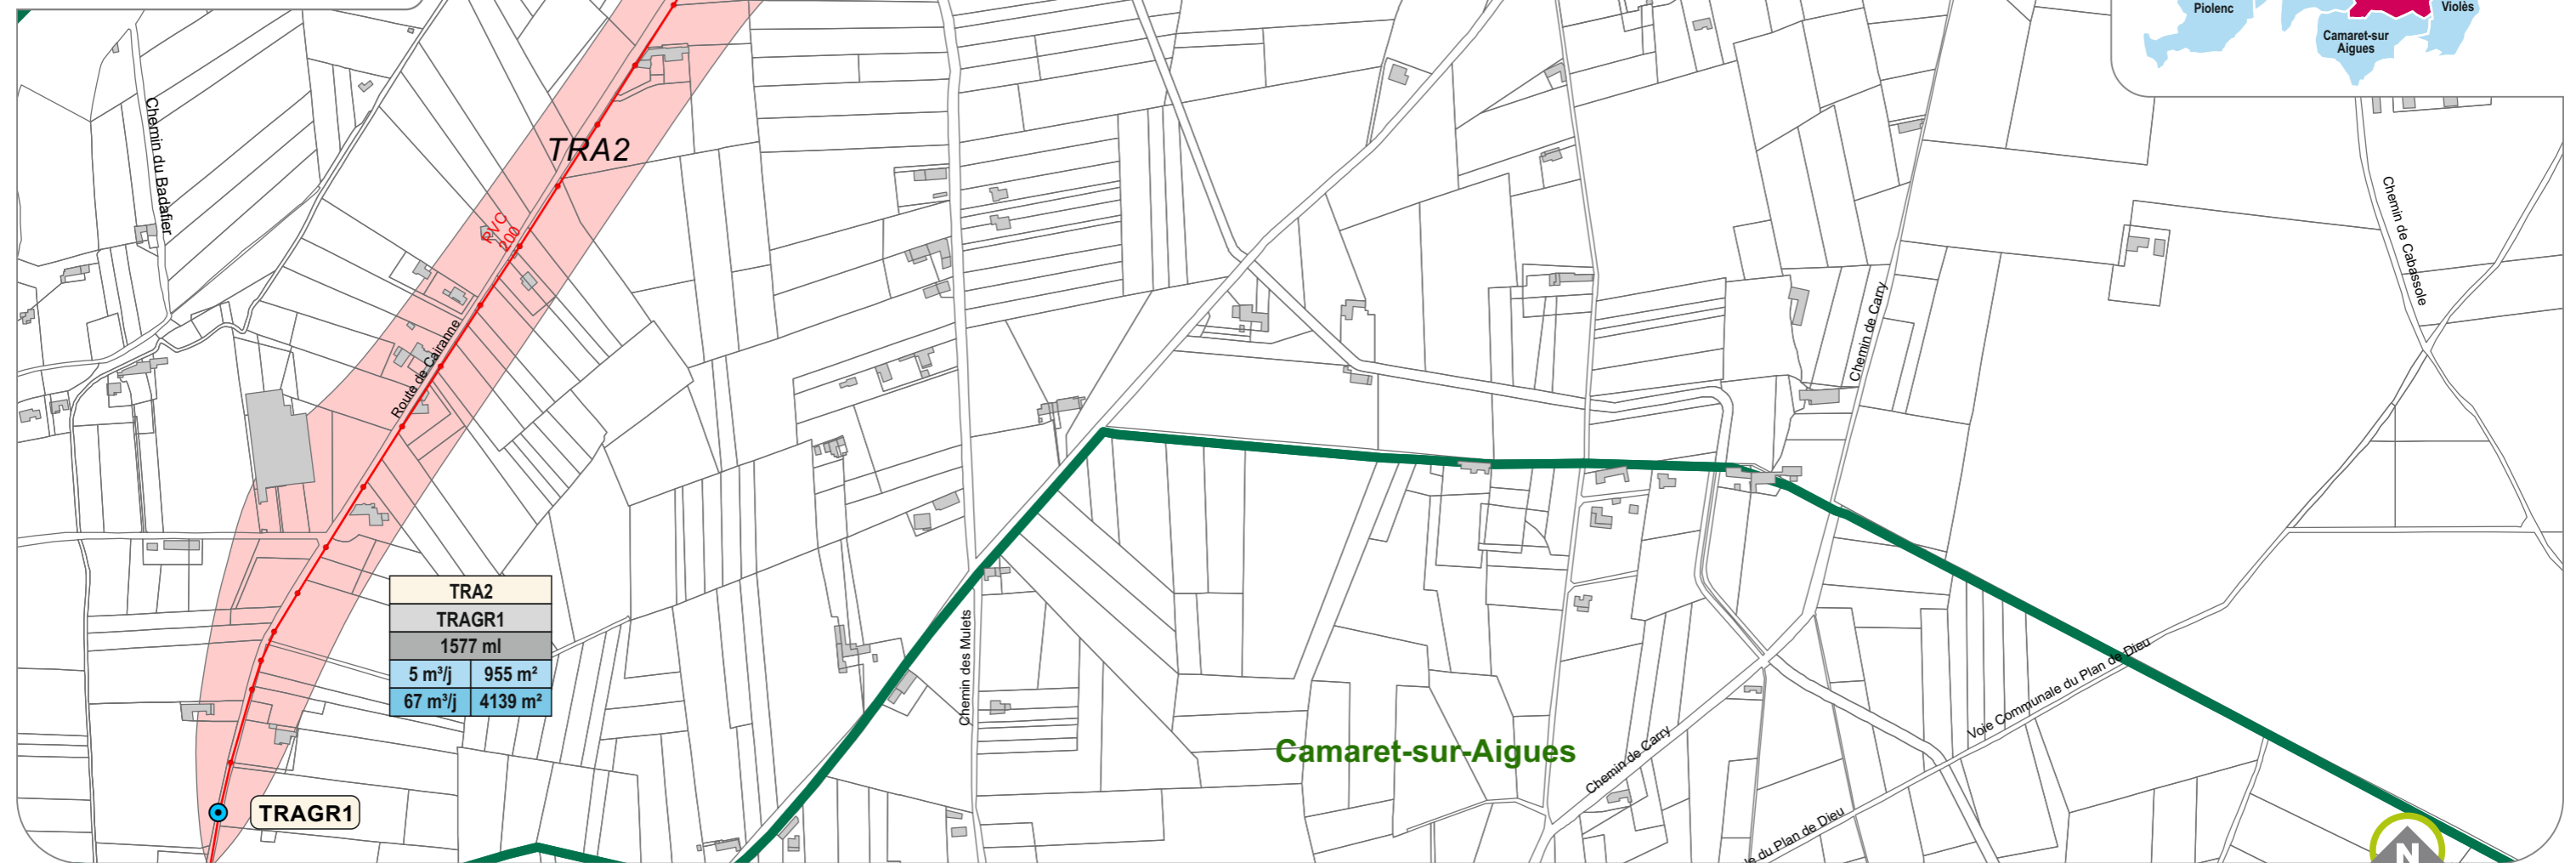 Piolenc
Violès
Camaret-sur
Aigues
Chemin du Badafier
TRA2
PVC
200
Chemin de Cabassole
Route de Cairanne
Chemin de Carry
TRA2
TRAGR1
1577 ml
5 m³/j 955 m²
67 m³/j 4139 m²
Chemin des Mulets
Voie Communale du Plan de Dieu
Camaret-sur-Aigues
Chemin de Carry
TRAGR1
le du Plan de Dieu
N